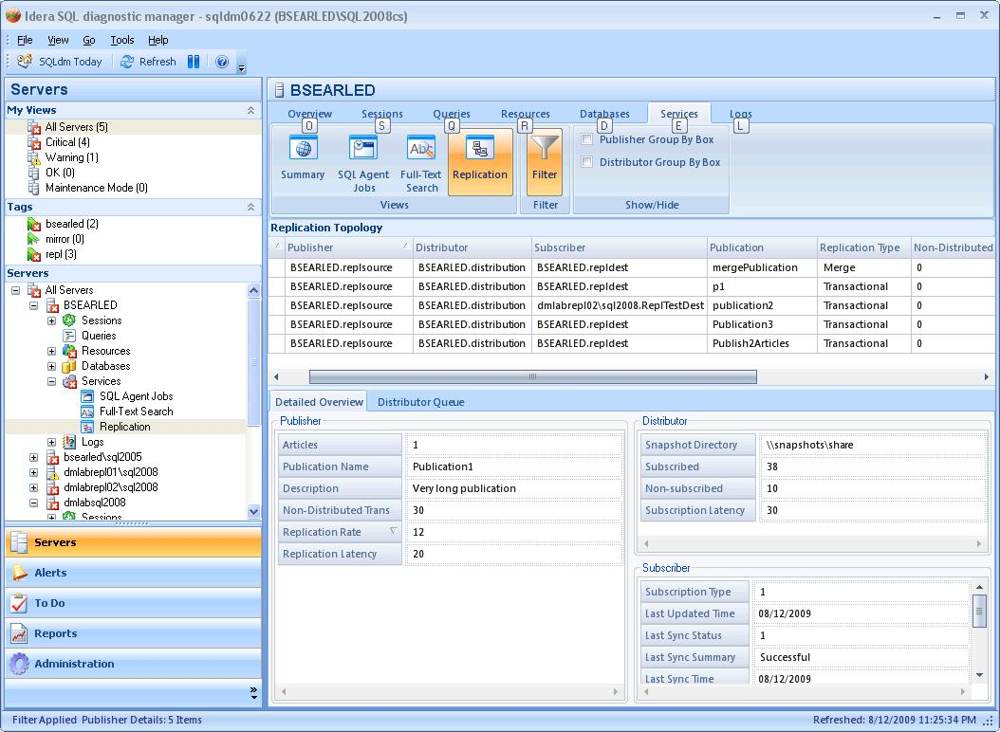 Idera SQL diagnostic manager - sqldm0622 (BSEARLED\SQL2008cs)
File View Go Tools Help
SQLdm Today Refresh
Servers
My Views
All Servers (5)
Critical (4)
Warning (1)
OK (0)
Maintenance Mode (0)
Tags
bsearled (2)
mirror (0)
repl (3)
Servers
All Servers
BSEARLED
Sessions
Queries
Resources
Databases
Services
SQL Agent Jobs
Full-Text Search
Replication
Logs
bsearled\sql2005
dmlabrepl01\sql2008
dmlabrepl02\sql2008
dmlabsql2008
Sessions
Servers
Alerts
To Do
Reports
Administration
BSEARLED
Overview Sessions Queries Resources Databases Services Logs
O S Q R D E L
Summary
SQL Agent
Jobs
Full-Text
Search
Replication
Views
Filter
Filter
Publisher Group By Box
Distributor Group By Box
Show/Hide
Replication Topology
Publisher Distributor Subscriber Publication Replication Type Non-Distributed
BSEARLED.replsource BSEARLED.distribution BSEARLED.repldest mergePublication Merge 0
BSEARLED.replsource BSEARLED.distribution BSEARLED.repldest p1 Transactional 0
BSEARLED.replsource BSEARLED.distribution dmlabrepl02\sql2008.ReplTestDest publication2 Transactional 0
BSEARLED.replsource BSEARLED.distribution BSEARLED.repldest Publication3 Transactional 0
BSEARLED.replsource BSEARLED.distribution BSEARLED.repldest Publish2Articles Transactional 0
Detailed Overview Distributor Queue
Publisher
Articles 1
Publication Name Publication1
Description Very long publication
Non-Distributed Trans 30
Replication Rate 12
Replication Latency 20
Distributor
Snapshot Directory \\snapshots\share
Subscribed 38
Non-subscribed 10
Subscription Latency 30
Subscriber
Subscription Type 1
Last Updated Time 08/12/2009
Last Sync Status 1
Last Sync Summary Successful
Last Sync Time 08/12/2009
Filter Applied Publisher Details: 5 Items
Refreshed: 8/12/2009 11:25:34 PM